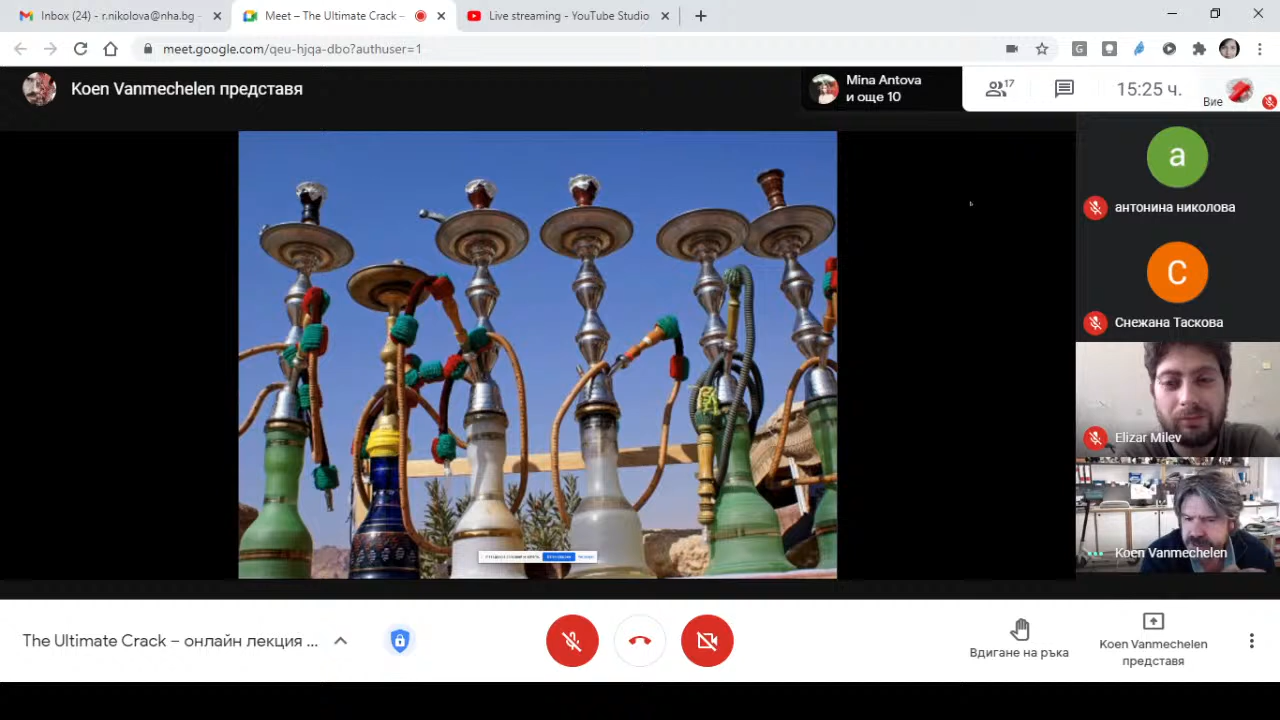 Inbox (24) - r.nikolova@nha.bg -
Meet – The Ultimate Crack –
Live streaming - YouTube Studio
meet.google.com/qeu-hjqa-dbo?authuser=1
Koen Vanmechelen представя
Mina Antova
и още 10
17
15:25 ч.
Вие
a
антонина николова
С
Снежана Таскова
Elizar Milev
Koen Vanmechelen
The Ultimate Crack – онлайн лекция ...
Вдигане на ръка
Koen Vanmechelen
представя